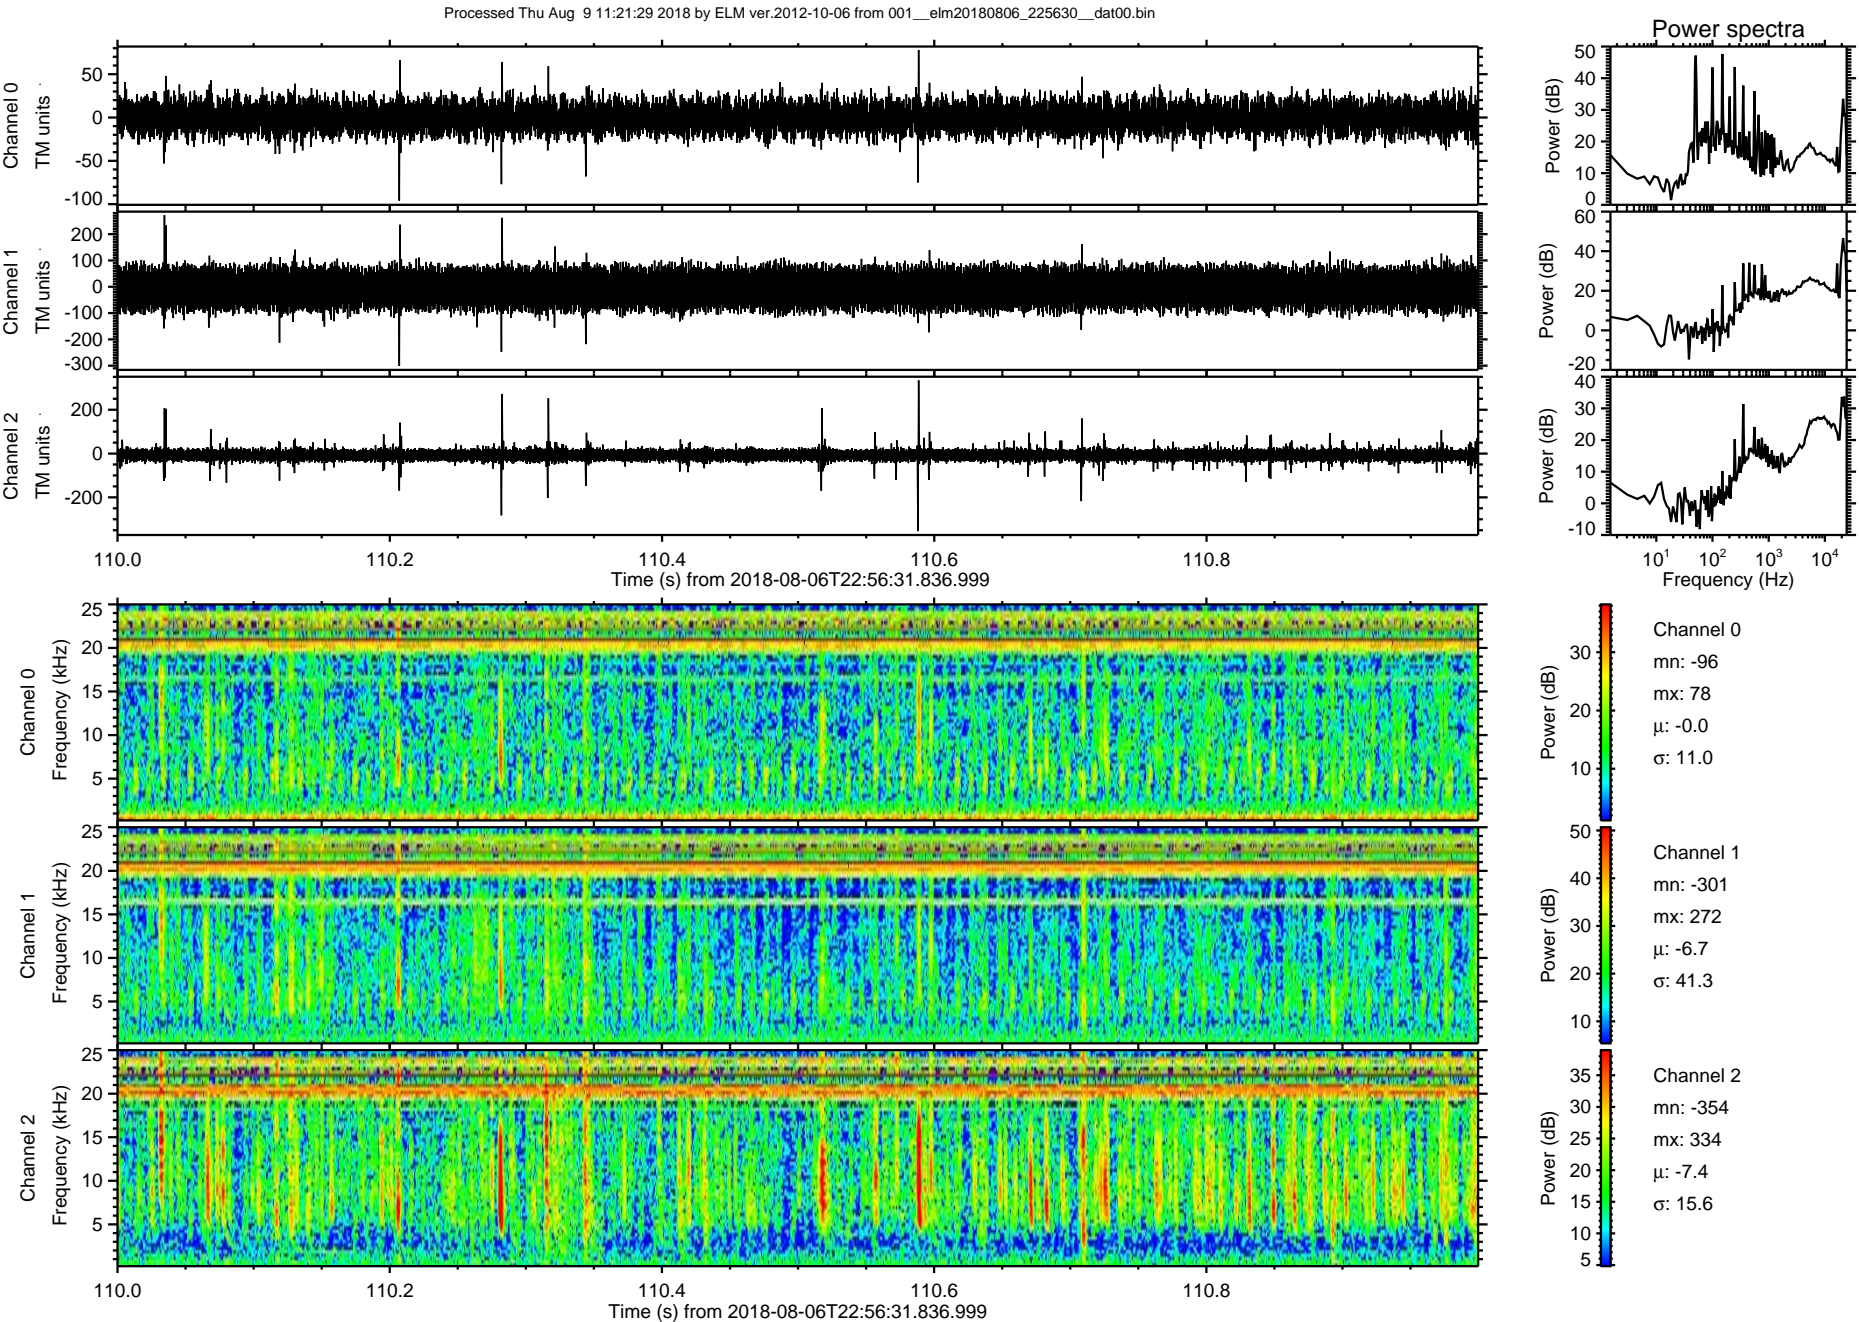 Processed Thu Aug  9 11:21:29 2018 by ELM ver.2012-10-06 from 001__elm20180806_225630__dat00.bin
Power spectra
Channel 0
TM units
50
0
-50
-100
Power (dB)
50
40
30
20
10
0
Channel 1
TM units
200
100
0
-100
-200
-300
Power (dB)
60
40
20
0
-20
Channel 2
TM units
200
0
-200
Power (dB)
40
30
20
10
0
-10
110.0 110.2 110.4 110.6 110.8
Time (s) from 2018-08-06T22:56:31.836.999
10¹ 10² 10³ 10⁴
Frequency (Hz)
Channel 0
Frequency (kHz)
25
20
15
10
5
Power (dB)
30
20
10
Channel 0
mn: -96
mx: 78
μ: -0.0
σ: 11.0
Channel 1
Frequency (kHz)
25
20
15
10
5
Power (dB)
50
40
30
20
10
Channel 1
mn: -301
mx: 272
μ: -6.7
σ: 41.3
Channel 2
Frequency (kHz)
25
20
15
10
5
Power (dB)
35
30
25
20
15
10
5
Channel 2
mn: -354
mx: 334
μ: -7.4
σ: 15.6
110.0 110.2 110.4 110.6 110.8
Time (s) from 2018-08-06T22:56:31.836.999